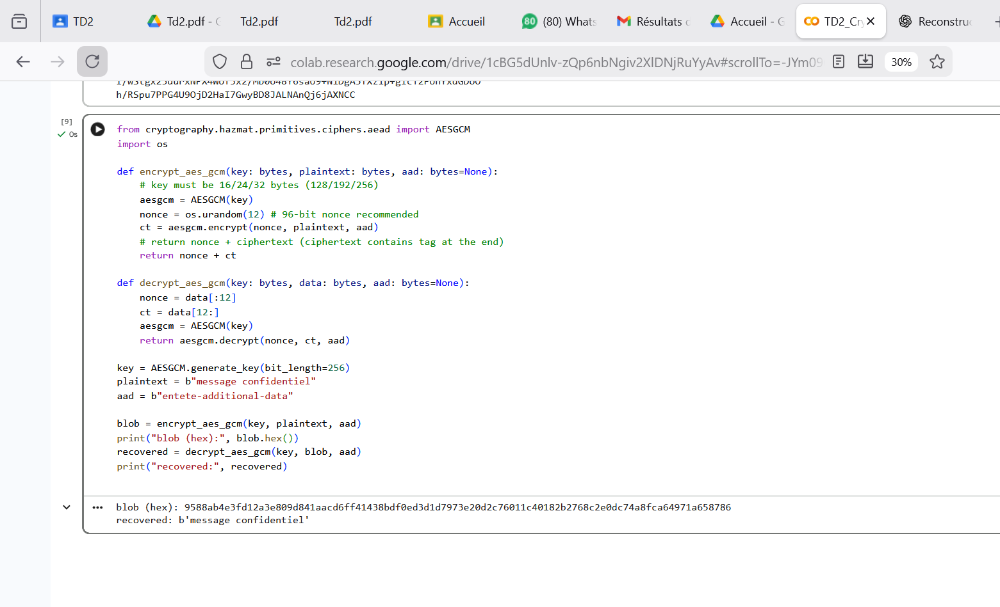 TD2
Td2.pdf - G
Td2.pdf
Td2.pdf
Accueil
80 (80) Whats
Résultats
Accueil - G
TD2_Cry
Reconstruc
colab.research.google.com/drive/1cBG5dUnlv-zQp6nbNgiv2XlDNjRuYyAv#scrollTo=-JYm09
30%
h/RSpu7PPG4U9OjD2HaI7GwyBD8JALNAnQj6jAXNCC
[9]
0s
from cryptography.hazmat.primitives.ciphers.aead import AESGCM
import os
def encrypt_aes_gcm(key: bytes, plaintext: bytes, aad: bytes=None):
# key must be 16/24/32 bytes (128/192/256)
aesgcm = AESGCM(key)
nonce = os.urandom(12) # 96-bit nonce recommended
ct = aesgcm.encrypt(nonce, plaintext, aad)
# return nonce + ciphertext (ciphertext contains tag at the end)
return nonce + ct
def decrypt_aes_gcm(key: bytes, data: bytes, aad: bytes=None):
nonce = data[:12]
ct = data[12:]
aesgcm = AESGCM(key)
return aesgcm.decrypt(nonce, ct, aad)
key = AESGCM.generate_key(bit_length=256)
plaintext = b"message confidentiel"
aad = b"entete-additional-data"
blob = encrypt_aes_gcm(key, plaintext, aad)
print("blob (hex):", blob.hex())
recovered = decrypt_aes_gcm(key, blob, aad)
print("recovered:", recovered)
blob (hex): 9588ab4e3fd12a3e809d841aacd6ff41438bdf0ed3d1d7973e20d2c76011c40182b2768c2e0dc74a8fca64971a658786
recovered: b'message confidentiel'